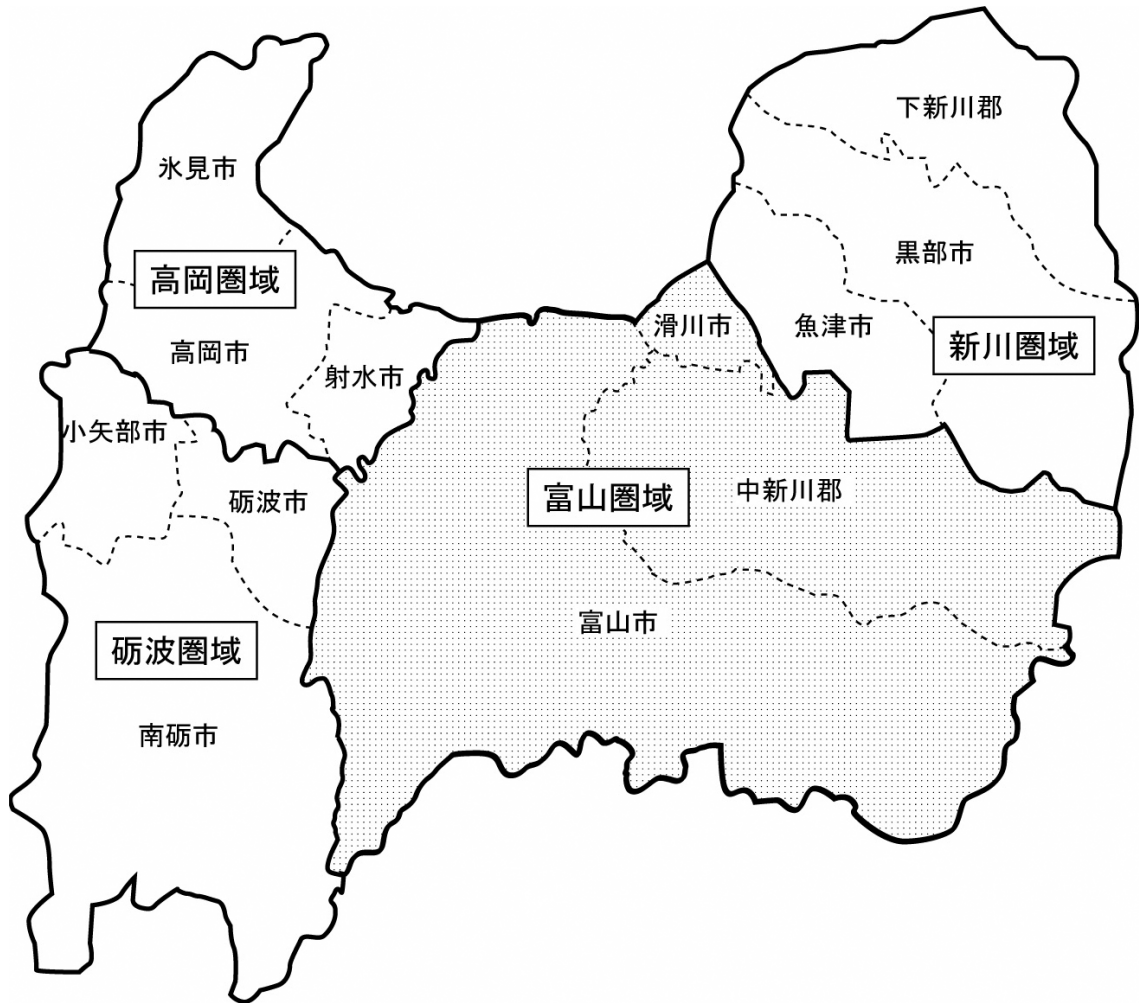 下新川郡
氷見市
黒部市
高岡圏域
滑川市
魚津市
新川圏域
高岡市
射水市
小矢部市
砺波市
富山圏域
中新川郡
富山市
砺波圏域
南砺市